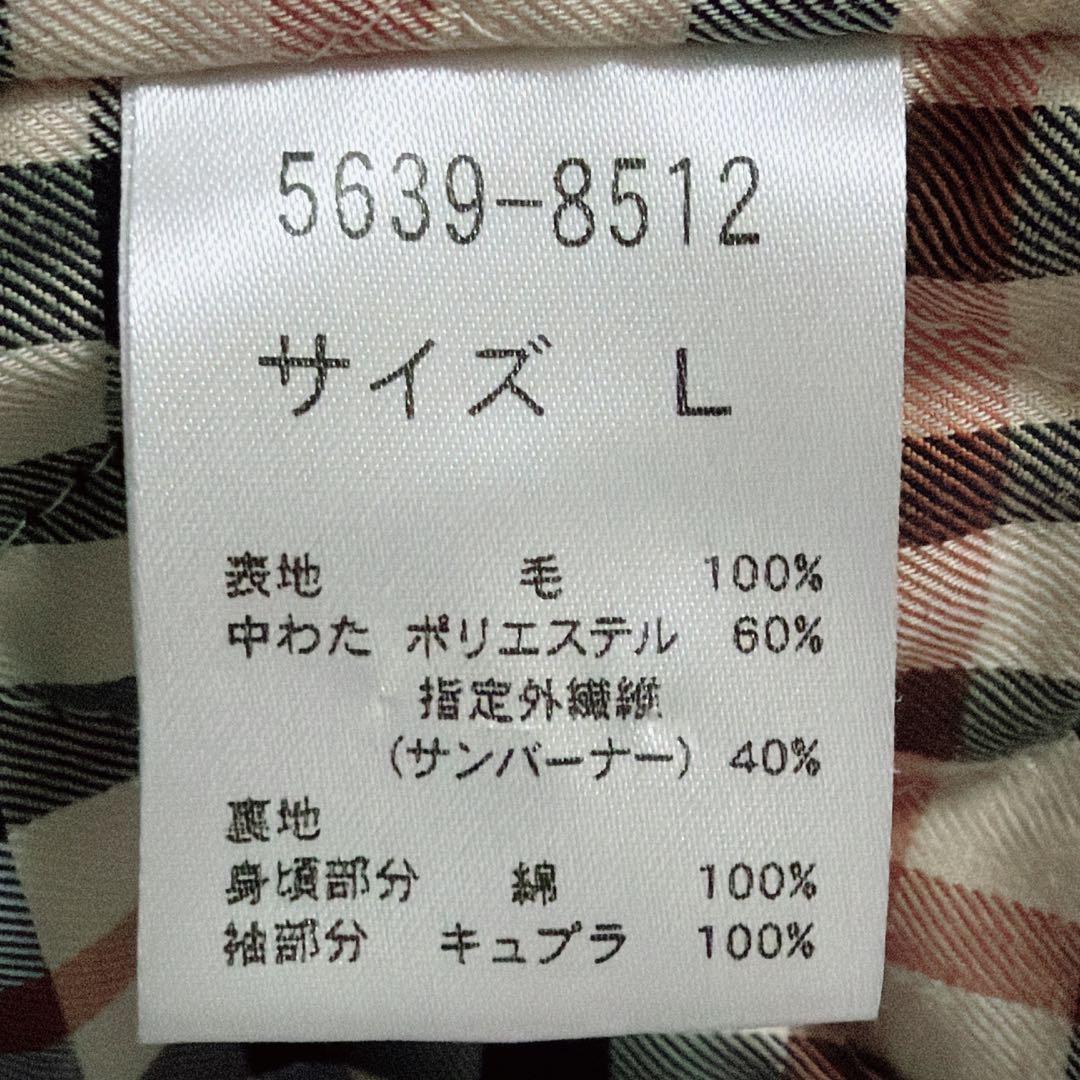 5639-8512
サイズ L
表地 毛 100%
中わた ポリエステル 60%
指定外繊維
(サンバーナー) 40%
裏地
身頃部分 綿 100%
袖部分 キュプラ 100%